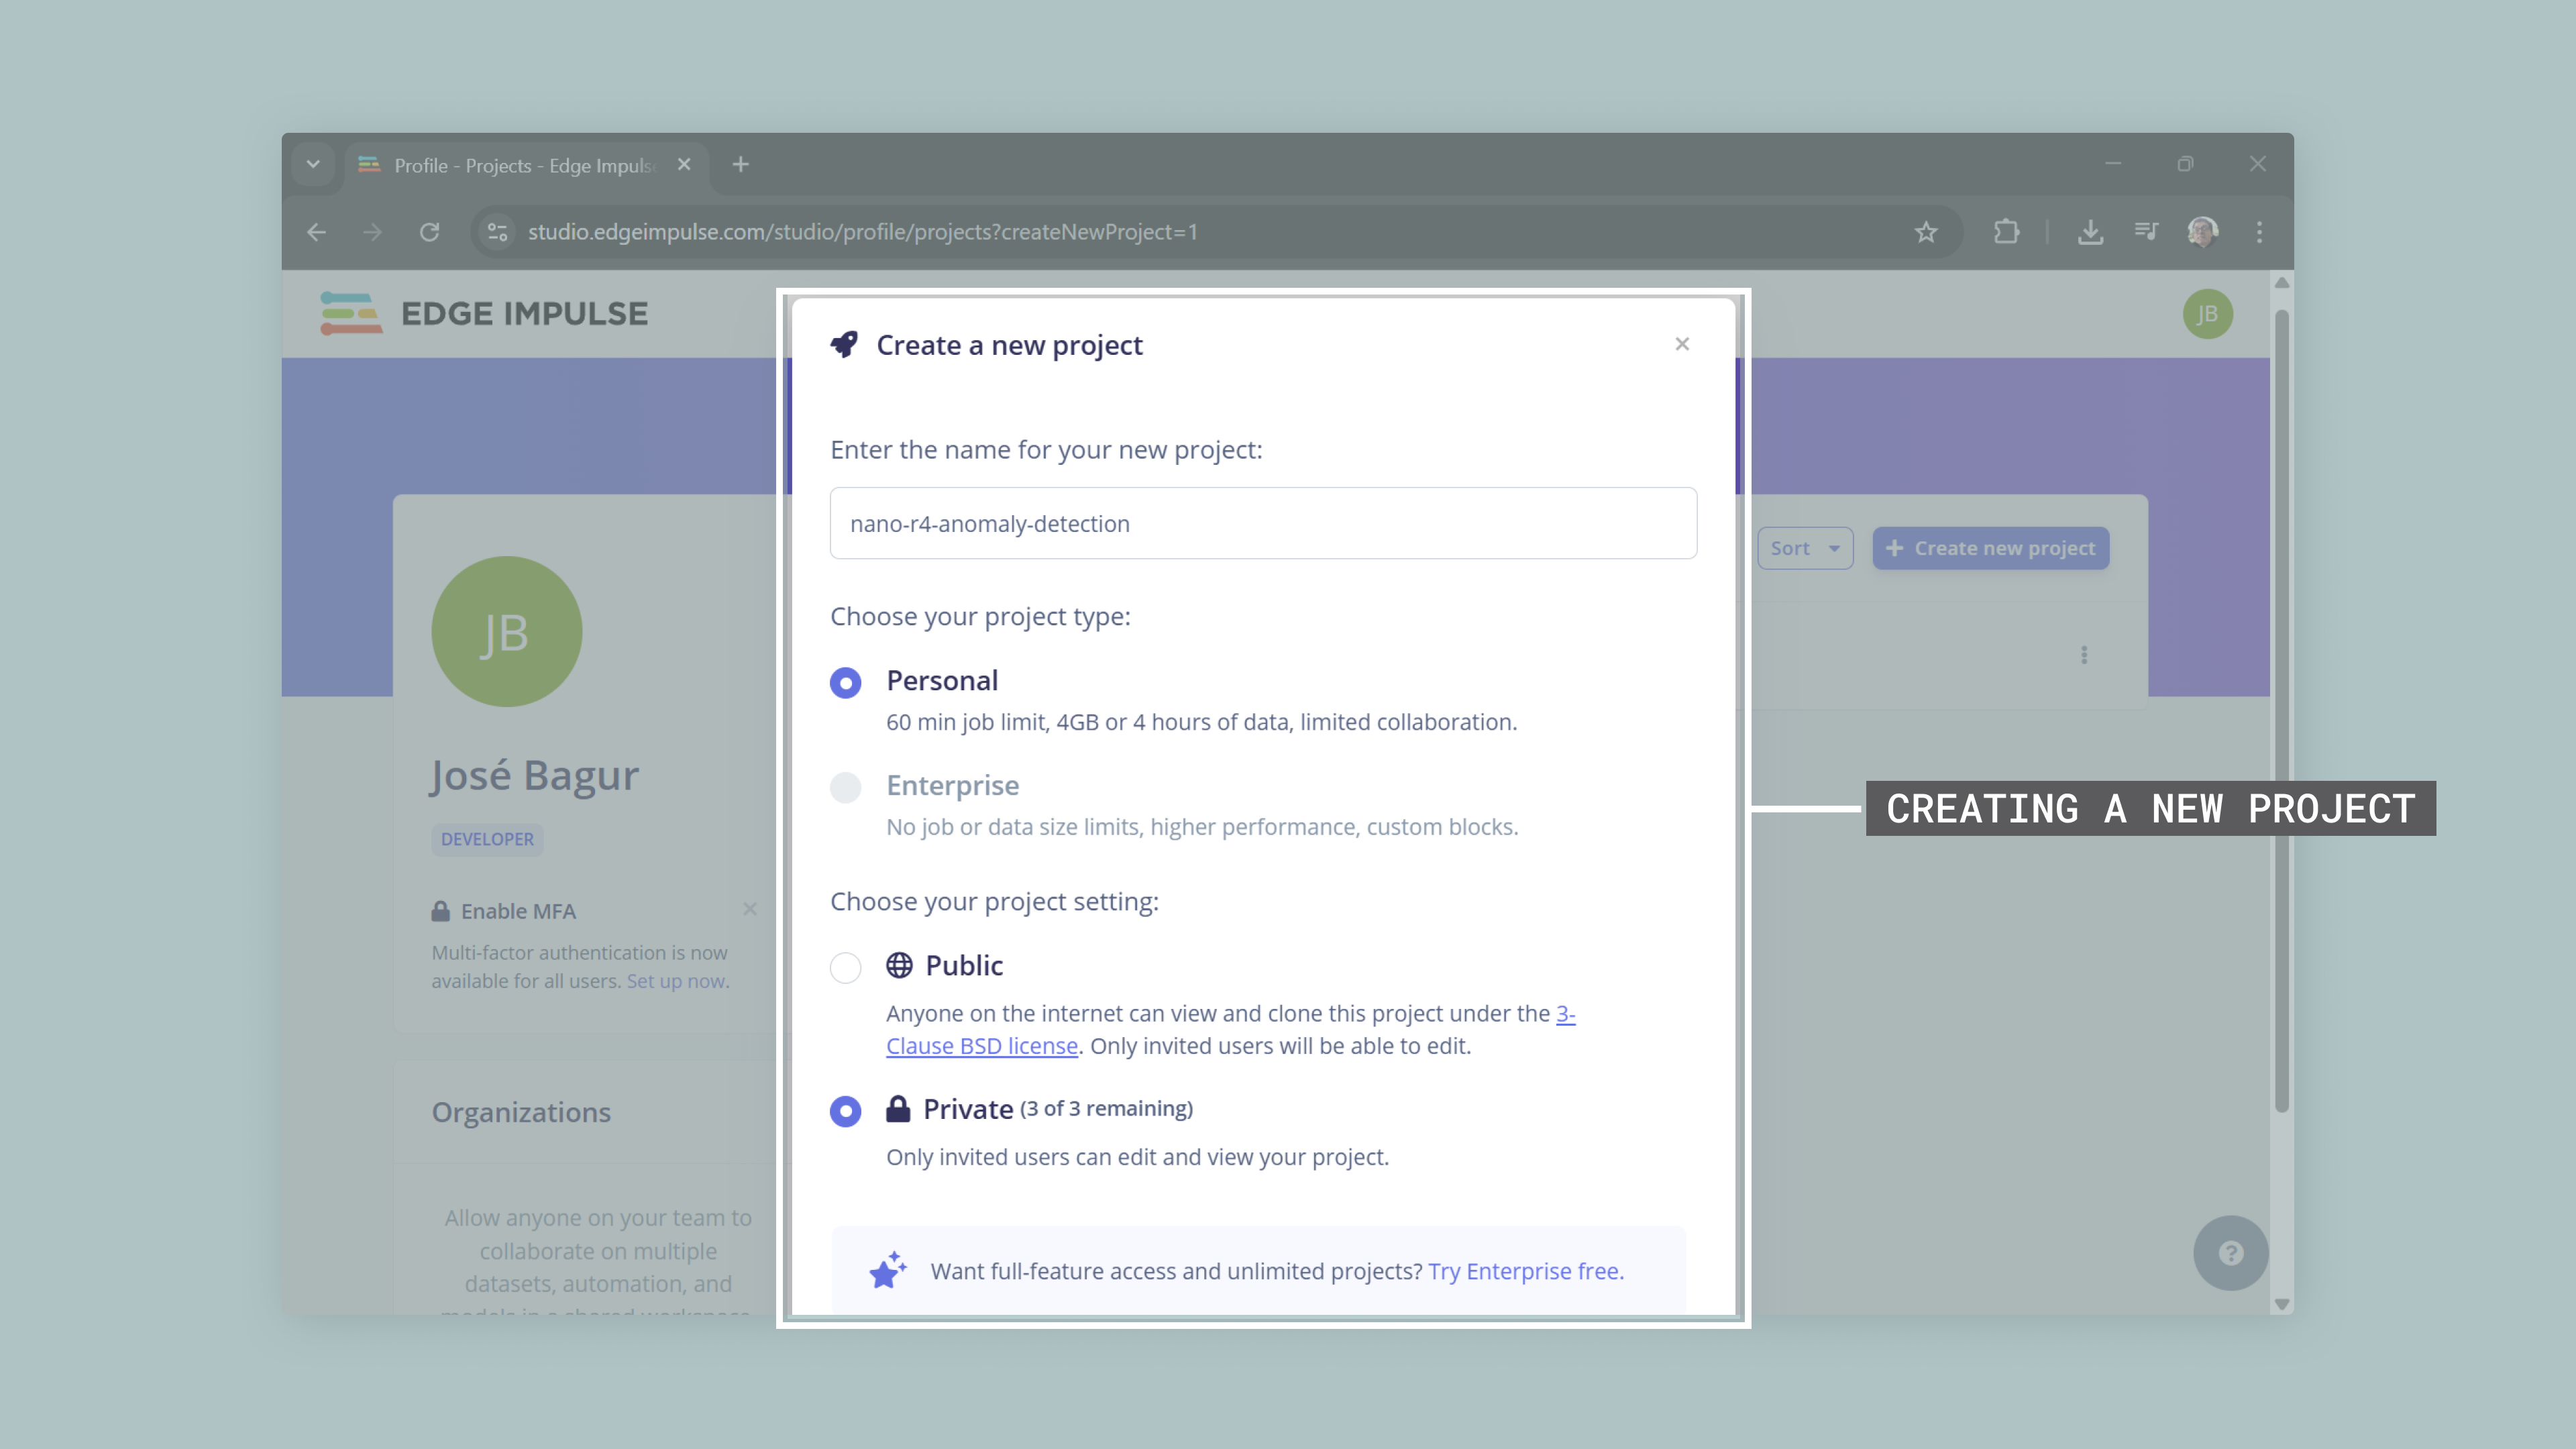 Profile - Projects - Edge Impuls
studio.edgeimpulse.com/studio/profile/projects?createNewProject=1
EDGE IMPULSE
JB
Create a new project
Enter the name for your new project:
nano-r4-anomaly-detection
Choose your project type:
Personal
60 min job limit, 4GB or 4 hours of data, limited collaboration.
Enterprise
No job or data size limits, higher performance, custom blocks.
Choose your project setting:
Public
Anyone on the internet can view and clone this project under the 3-
Clause BSD license. Only invited users will be able to edit.
Private (3 of 3 remaining)
Only invited users can edit and view your project.
Want full-feature access and unlimited projects? Try Enterprise free.
Sort
Create new project
JB
José Bagur
DEVELOPER
Enable MFA
Multi-factor authentication is now
available for all users. Set up now.
Organizations
Allow anyone on your team to
collaborate on multiple
datasets, automation, and
models in a shared workspace
CREATING A NEW PROJECT